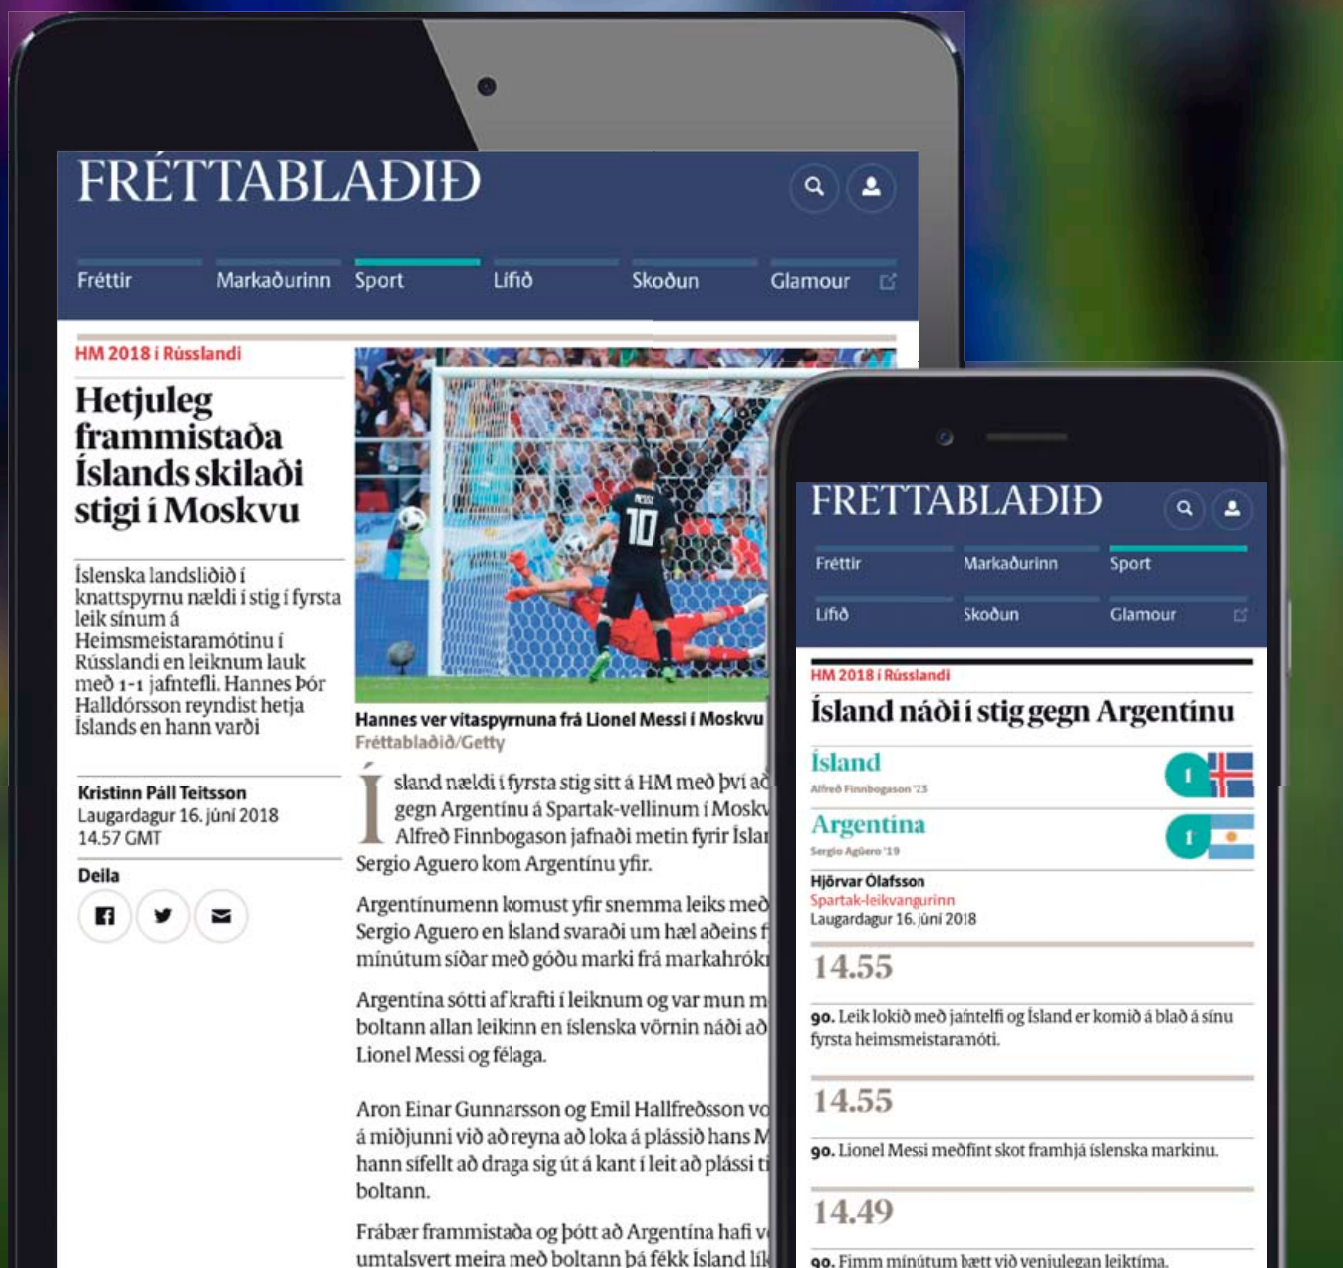 FRÉTTABLAÐIÐ
Fréttir
Markaðurinn
Sport
Lífið
Skoðun
Glamour
HM 2018 í Rússlandi
Hetjuleg
frammistaða
Íslands skilaði
stigi í Moskvu
Íslenska landsliðið í
knattspyrnu nældi í stig í fyrsta
leik sínum á
Heimsmeistaramótinu í
Rússlandi en leiknum lauk
með 1-1 jafntefli. Hannes Þór
Halldórsson reyndist hetja
Íslands en hann varði
Kristinn Páll Teitsson
Laugardagur 16. júní 2018
14.57 GMT
Deila
MESSI
10
Hannes ver vítaspyrnuna frá Lionel Messi í Moskvu
Fréttablaðið/Getty
Ísland nældi í fyrsta stig sitt á HM með því að
gegn Argentínu á Spartak-vellinum í Moskv
Alfreð Finnbogason jafnaði metin fyrir Íslan
Sergio Aguero kom Argentínu yfir.
Argentínumenn komust yfir snemma leiks með
Sergio Aguero en Ísland svaraði um hæl aðeins f
mínútum síðar með góðu marki frá markahrók
Argentína sótti af krafti í leiknum og var mun m
boltann allan leikinn en íslenska vörnin náði að
Lionel Messi og félaga.
Aron Einar Gunnarsson og Emil Hallfreðsson vo
á miðjunni við að reyna að loka á plássið hans M
hann sífellt að draga sig út á kant í leit að plássi ti
boltann.
Frábær frammistaða og þótt að Argentína hafi v
umtalsvert meira með boltann þá fékk Ísland lík
FRÉTTABLAÐIÐ
Fréttir
Markaðurinn
Sport
Lífið
Skoðun
Glamour
HM 2018 í Rússlandi
Ísland náði í stig gegn Argentínu
Ísland
1
Alfreð Finnbogason '23
Argentína
1
Sergio Agüero '19
Hjörvar Ólafsson
Spartak-leikvangurinn
Laugardagur 16. júní 2018
14.55
90. Leik lokið með jafntelfi og Ísland er komið á blað á sínu
fyrsta heimsmeistaramóti.
14.55
90. Lionel Messi meðfínt skot framhjá íslenska markinu.
14.49
90. Fimm mínútum bætt við venjulegan leiktíma.